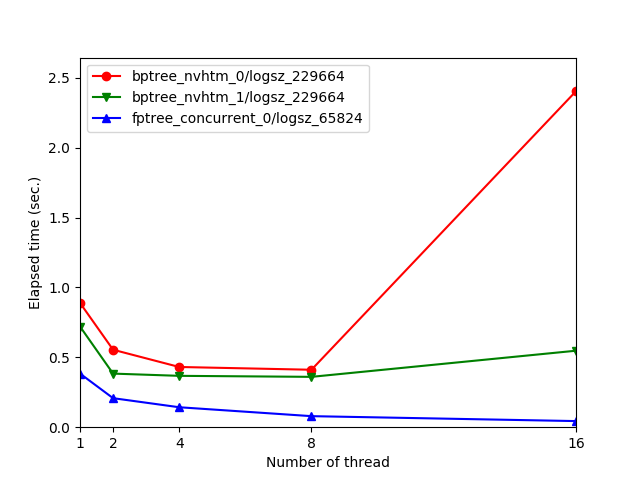 2.5
2.0
1.5
1.0
0.5
0.0
Elapsed time (sec.)
bptree_nvhtm_0/logsz_229664
bptree_nvhtm_1/logsz_229664
fptree_concurrent_0/logsz_65824
1 2 4 8 16
Number of thread